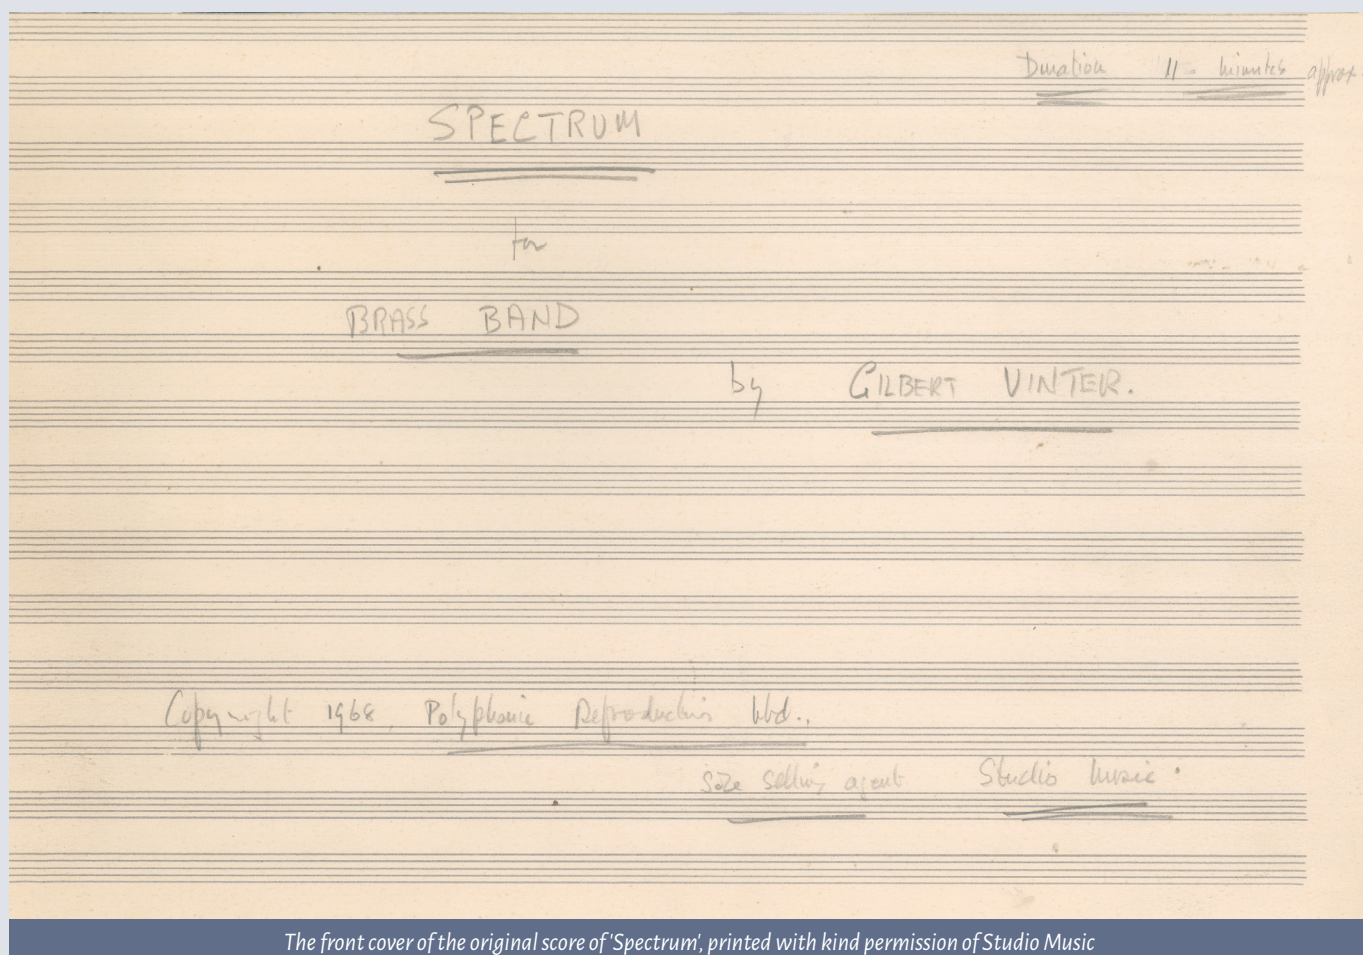 Duration 11 - minutes approx.
SPECTRUM
for
BRASS BAND
by GILBERT VINTER.
Copyright 1968 Polyphonic Reproductions Ltd.,
sole selling agent Studio Music.
The front cover of the original score of 'Spectrum', printed with kind permission of Studio Music